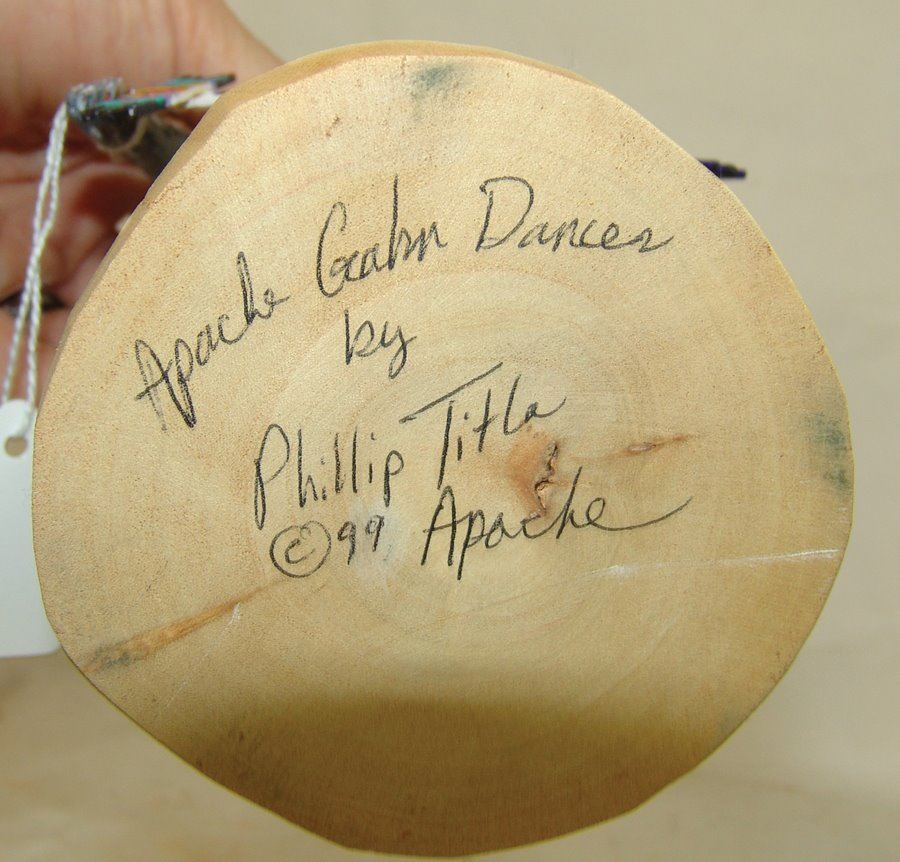 Apache Gahn Dancer
by
Phillip Titla
©99 Apache